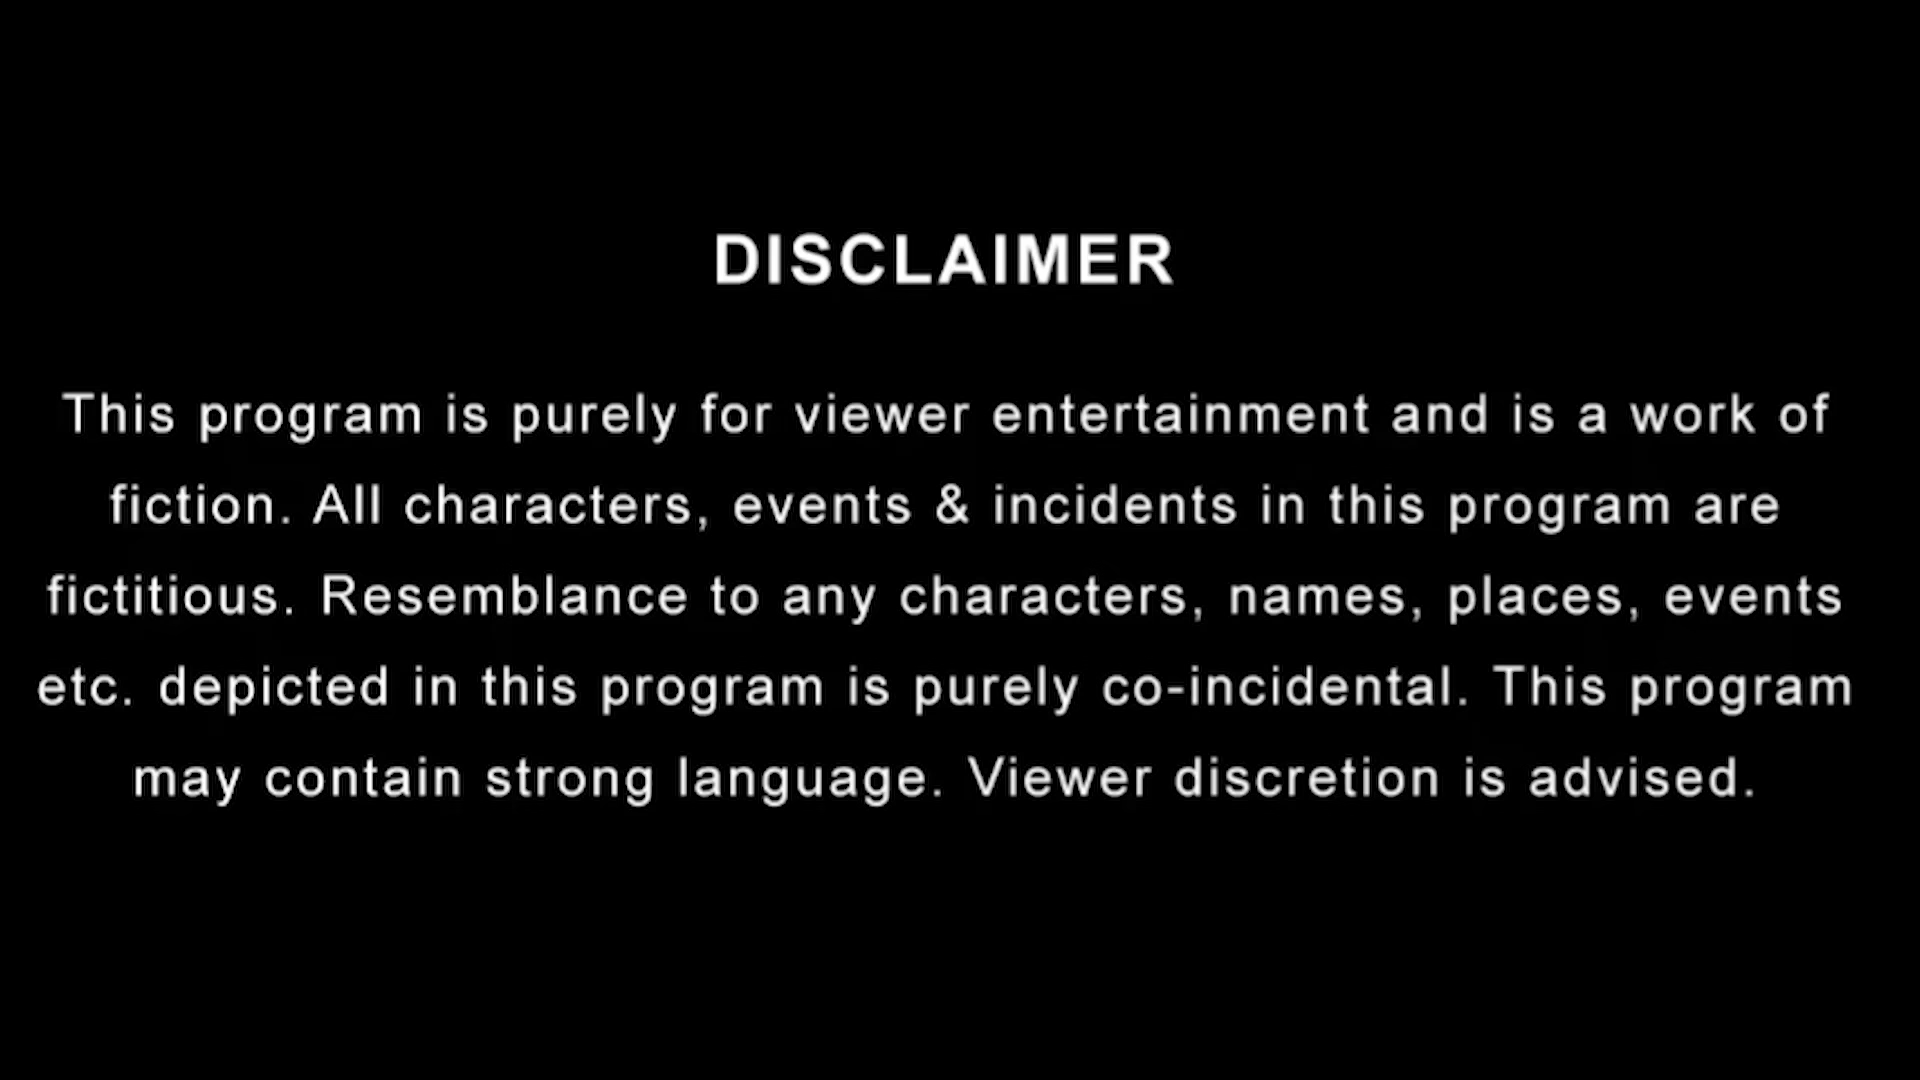 DISCLAIMER
This program is purely for viewer entertainment and is a work of
fiction. All characters, events & incidents in this program are
fictitious. Resemblance to any characters, names, places, events
etc. depicted in this program is purely co-incidental. This program
may contain strong language. Viewer discretion is advised.